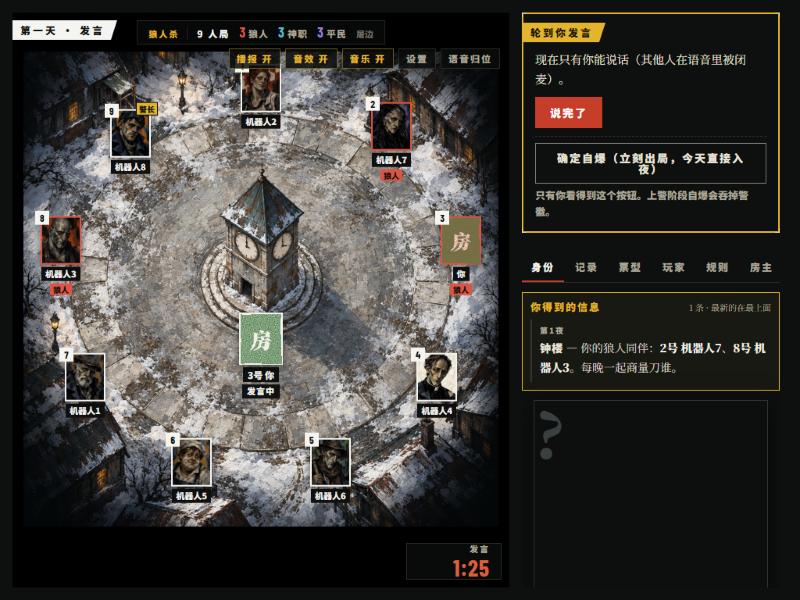 第一天 · 发言
狼人杀 9 人局 3 狼人 3 神职 3 平民 屠边
播报 开 音效 开 音乐 开 设置 语音归位
机器人2
9 警长
机器人8
2
机器人7
狼人
8
机器人3
狼人
3
房
你
狼人
房
3号 你
发言中
7
机器人1
4
机器人4
6
机器人5
5
机器人6
发言
1:25
轮到你发言
现在只有你能说话（其他人在语音里被闭
麦）。
说完了
确定自爆（立刻出局，今天直接入
夜）
只有你看得到这个按钮。上警阶段自爆会吞掉警
徽。
身份 记录 票型 玩家 规则 房主
你得到的信息 1 条 · 最新的在最上面
第1夜
钟楼 — 你的狼人同伴：2号 机器人7、8号 机
器人3。每晚一起商量刀谁。
?